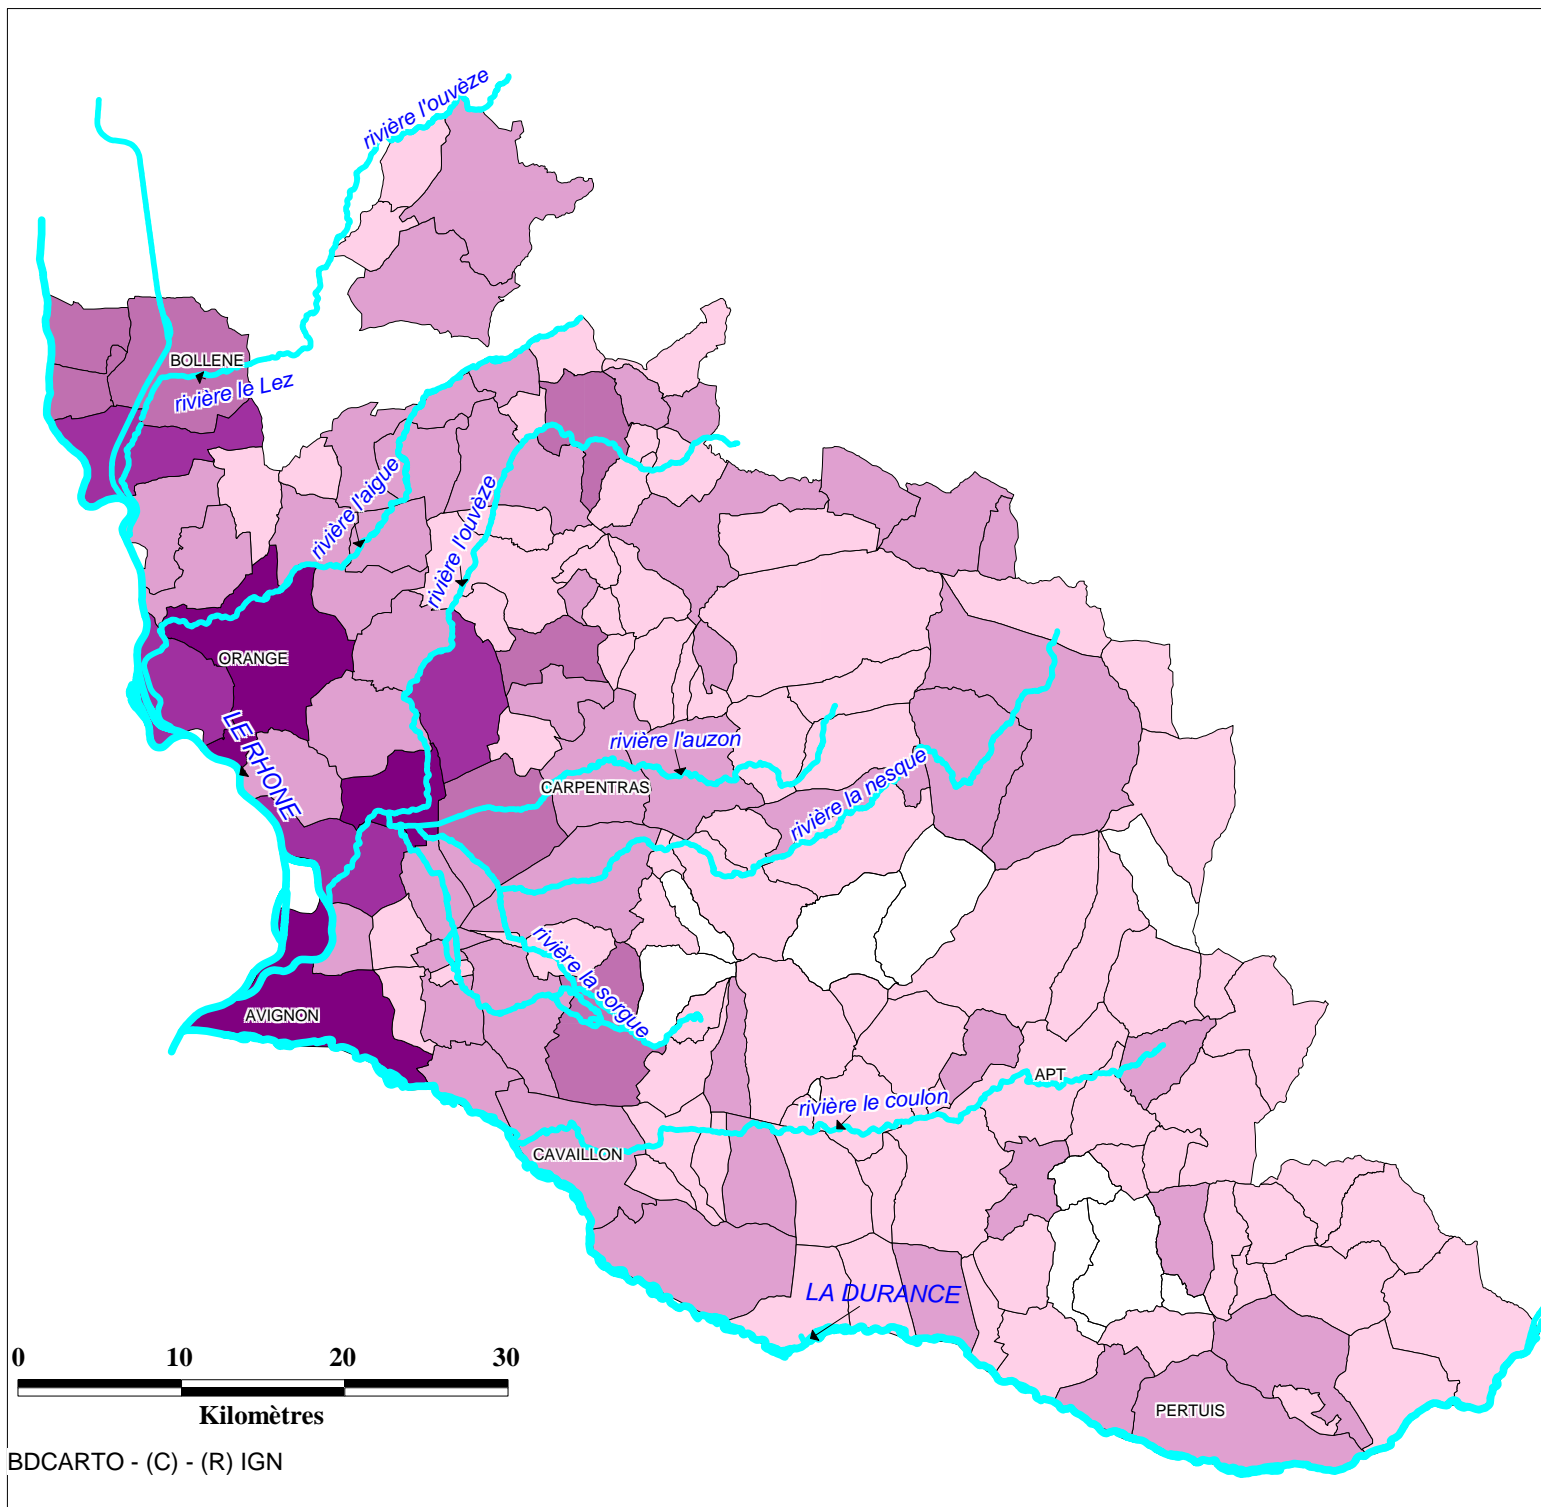 rivière l'ouvèze
BOLLENE
rivière le Lez
rivière l'aigue
rivière l'ouvèze
ORANGE
LE RHONE
rivière l'auzon
CARPENTRAS
rivière la nesque
rivière la sorgue
AVIGNON
APT
rivière le coulon
CAVAILLON
LA DURANCE
PERTUIS
0 10 20 30
Kilomètres
BDCARTO - (C) - (R) IGN